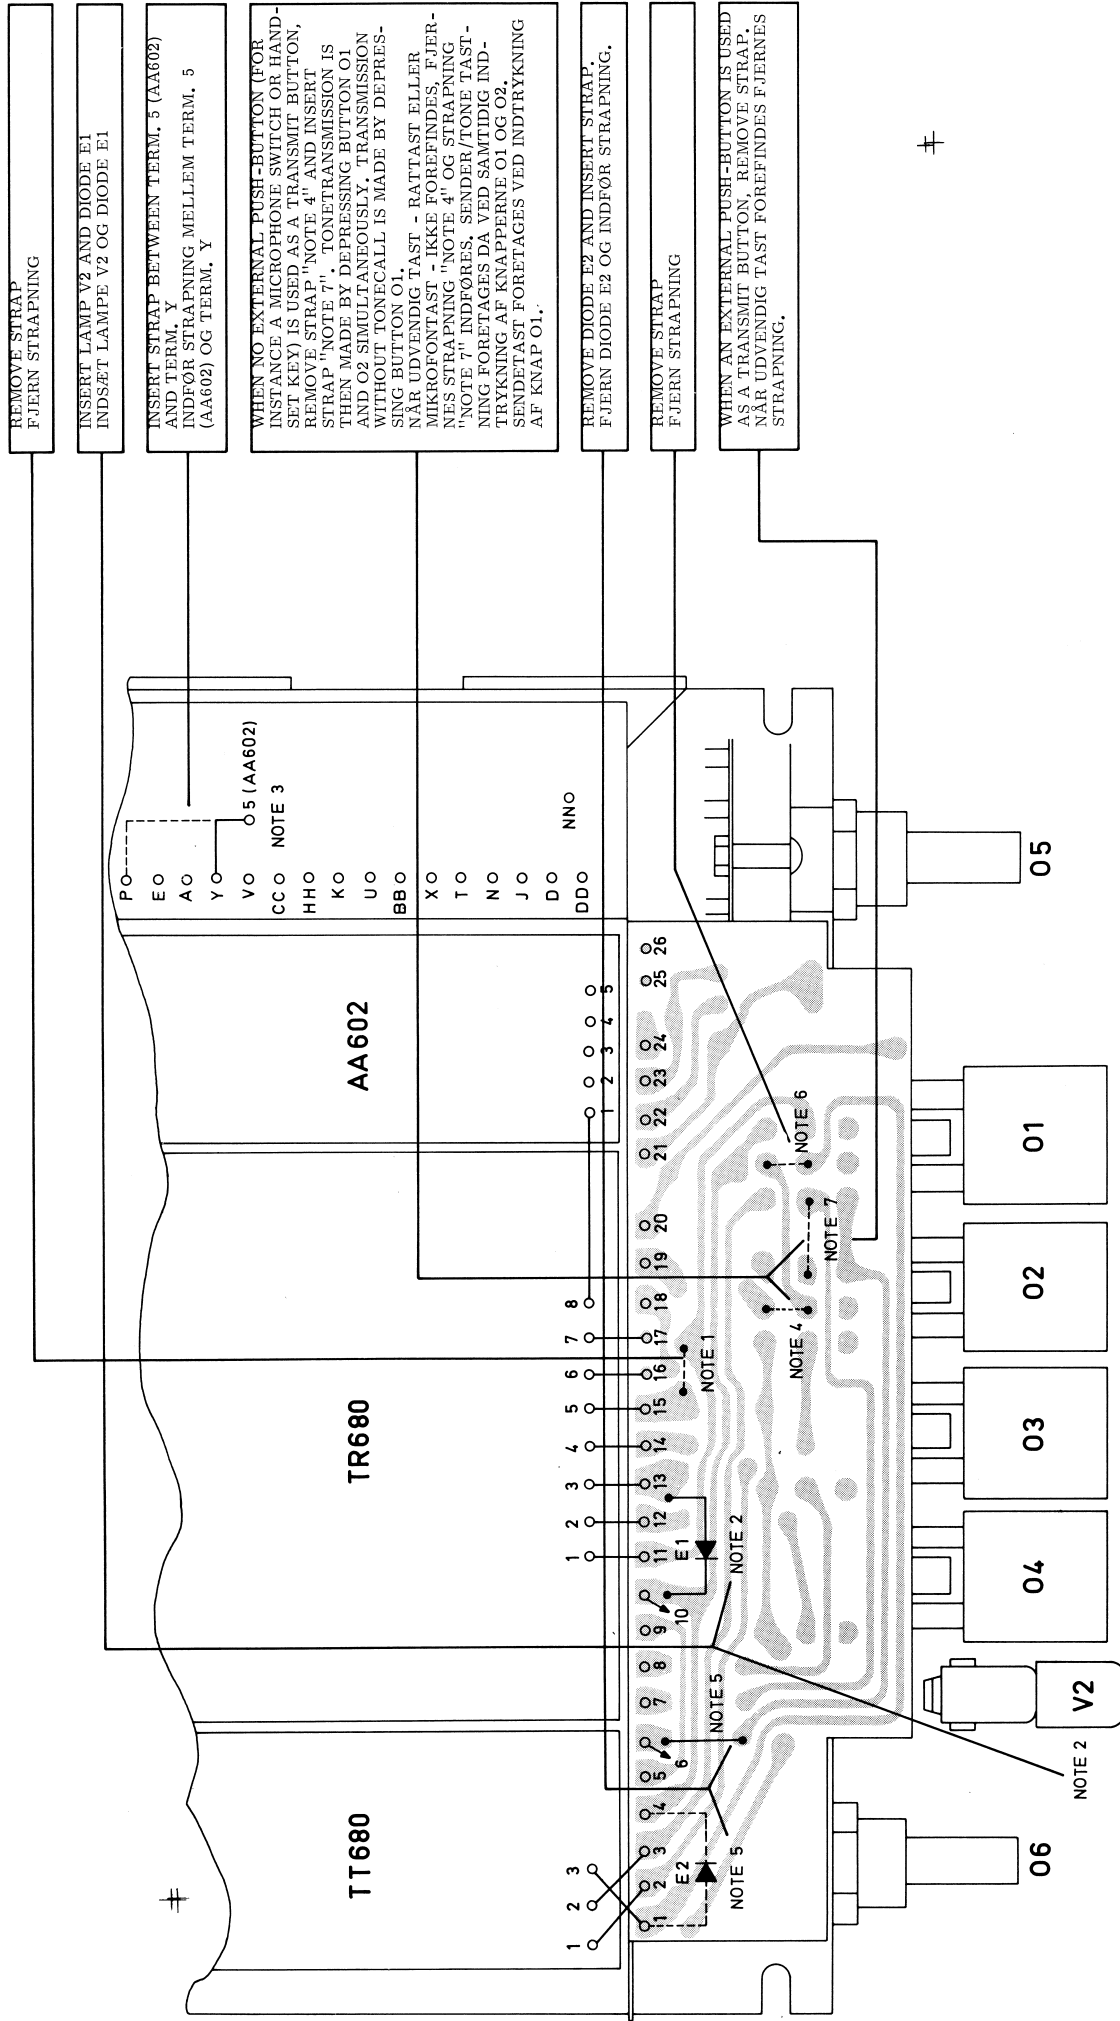 REMOVE STRAP
FJERN STRAPNING
INSERT LAMP V2 AND DIODE E1
INDSÆT LAMPE V2 OG DIODE E1
INSERT STRAP BETWEEN TERM. 5 (AA602)
AND TERM. Y
INDFØR STRAPNING MELLEM TERM. 5
(AA602) OG TERM. Y
WHEN NO EXTERNAL PUSH-BUTTON (FOR
INSTANCE A MICROPHONE SWITCH OR HAND-
SET KEY) IS USED AS A TRANSMIT BUTTON,
REMOVE STRAP "NOTE 4" AND INSERT
STRAP "NOTE 7". TONETRANSMISSION IS
THEN MADE BY DEPRESSING BUTTON O1
AND O2 SIMULTANEOUSLY. TRANSMISSION
WITHOUT TONECALL IS MADE BY DEPRES-
SING BUTTON O1.
NÅR UDVENDIG TAST - RATTAST ELLER
MIKROFONTAST - IKKE FOREFINDES, FJER-
NES STRAPNING "NOTE 4" OG STRAPNING
"NOTE 7" INDFØRES. SENDER/TONE TAST-
NING FORETAGES DA VED SAMTIDIG IND-
TRYKNING AF KNAPPERNE O1 OG O2.
SENDETAST FORETAGES VED INDTRYKNING
AF KNAP O1.
REMOVE DIODE E2 AND INSERT STRAP.
FJERN DIODE E2 OG INDFØR STRAPNING.
REMOVE STRAP
FJERN STRAPNING
WHEN AN EXTERNAL PUSH-BUTTON IS USED
AS A TRANSMIT BUTTON, REMOVE STRAP.
NÅR UDVENDIG TAST FOREFINDES FJERNES
STRAPNING.
TT680
TR680
AA602
P
E
A
Y
V
CC
HH
K
U
BB
X
T
N
J
D
DD
NN
5 (AA602)
NOTE 3
1 2 3
1 2 3 4 5 6 7 8
1 2 3 4 5
1 2 3 4 5 6 7 8 9 10 11 12 13 14 15 16 17 18 19 20 21 22 23 24 25 26
E2
E1
NOTE 5
NOTE 5
NOTE 2
NOTE 1
NOTE 4
NOTE 7
NOTE 6
NOTE 2
O6
V2
O4
O3
O2
O1
O5